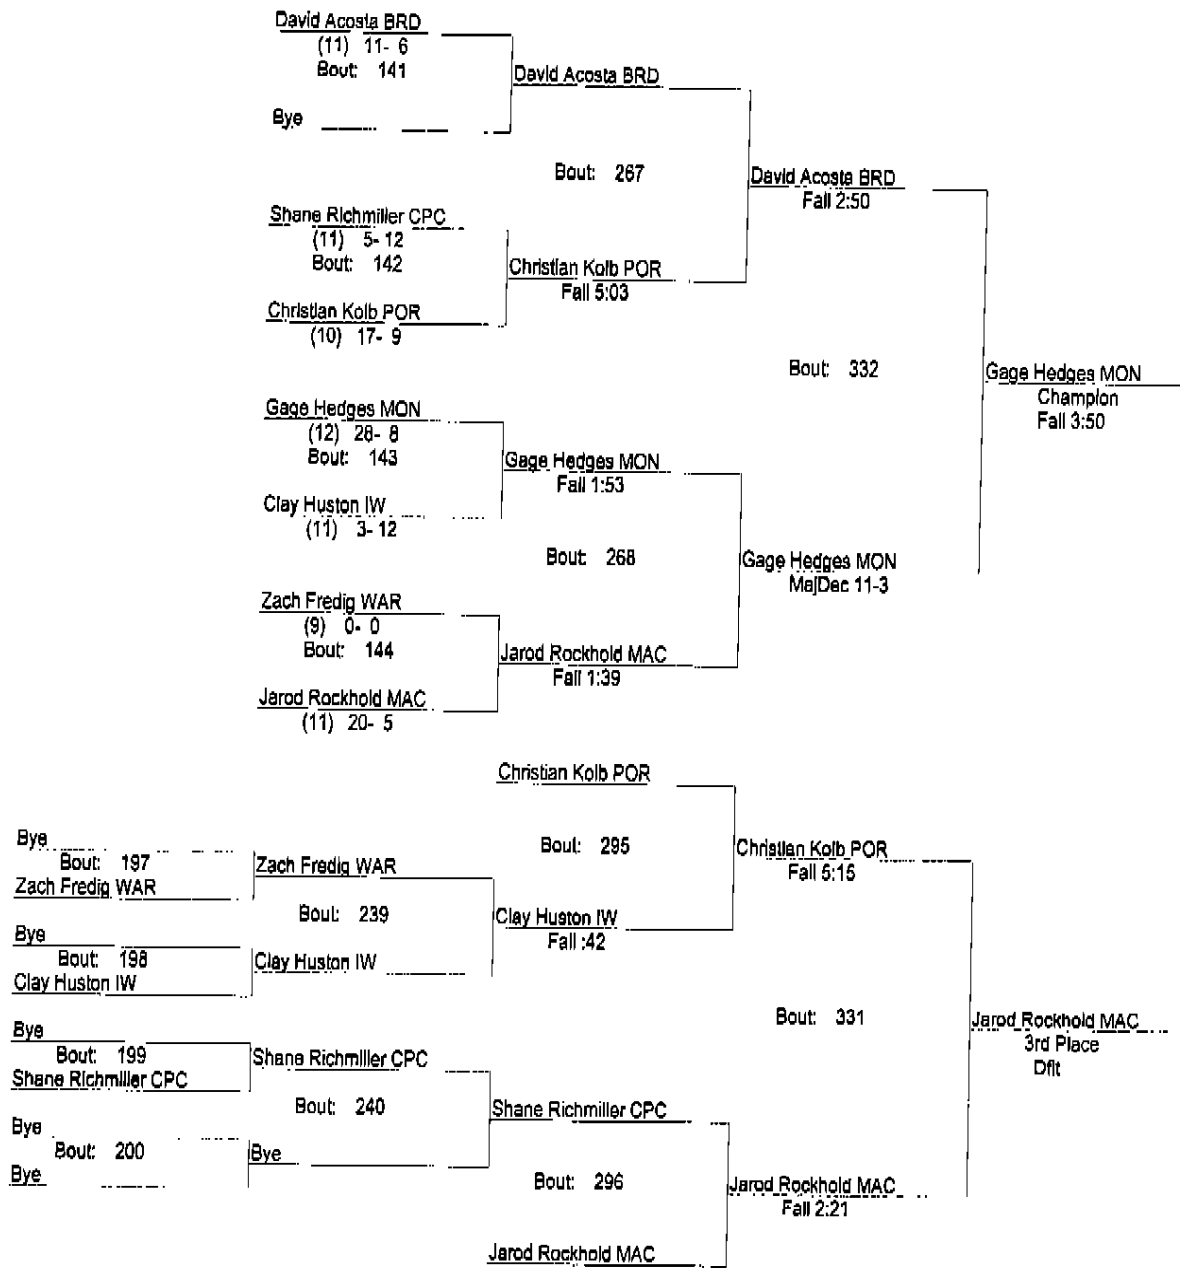 David Acosta BRD
(11) 11- 6
Bout: 141
David Acosta BRD
Bye
Bout: 267
David Acosta BRD
Fall 2:50
Shane Richmiller CPC
(11) 5- 12
Bout: 142
Christian Kolb POR
Fall 5:03
Christian Kolb POR
(10) 17- 9
Bout: 332
Gage Hedges MON
Champion
Fall 3:50
Gage Hedges MON
(12) 28- 8
Bout: 143
Gage Hedges MON
Fall 1:53
Clay Huston IW
(11) 3- 12
Bout: 268
Gage Hedges MON
MajDec 11-3
Zach Fredig WAR
(9) 0- 0
Bout: 144
Jarod Rockhold MAC
Fall 1:39
Jarod Rockhold MAC
(11) 20- 5
Christian Kolb POR
Bye
Bout: 197
Zach Fredig WAR
Zach Fredig WAR
Bout: 295
Christian Kolb POR
Fall 5:15
Bout: 239
Clay Huston IW
Fall :42
Bye
Bout: 198
Clay Huston IW
Clay Huston IW
Bout: 331
Jarod Rockhold MAC
3rd Place
Dflt
Bye
Bout: 199
Shane Richmiller CPC
Shane Richmiller CPC
Bout: 240
Shane Richmiller CPC
Bye
Bout: 200
Bye
Bye
Bout: 296
Jarod Rockhold MAC
Fall 2:21
Jarod Rockhold MAC